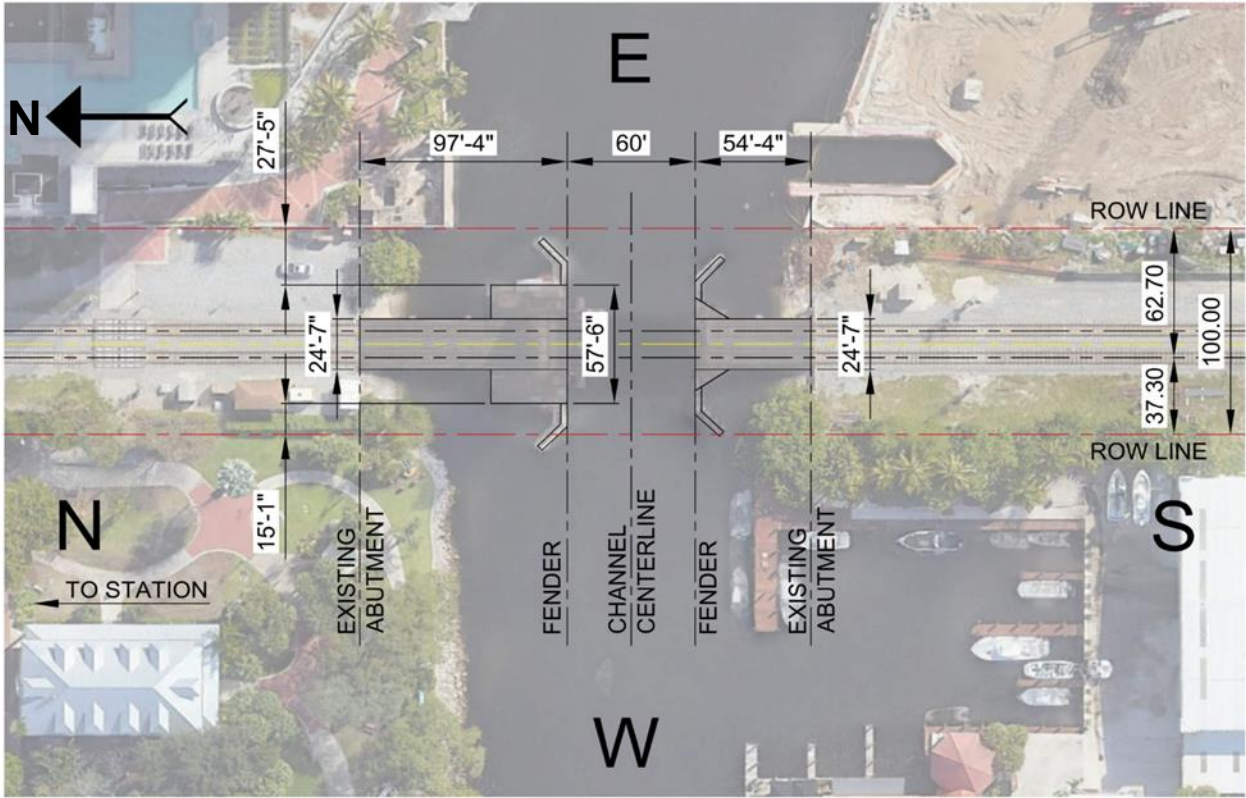 E
N
27'-5"
97'-4"
60'
54'-4"
ROW LINE
24'-7"
57'-6"
24'-7"
62.70
100.00
37.30
ROW LINE
15'-1"
N
S
TO STATION
EXISTING
ABUTMENT
FENDER
CHANNEL
CENTERLINE
FENDER
EXISTING
ABUTMENT
W